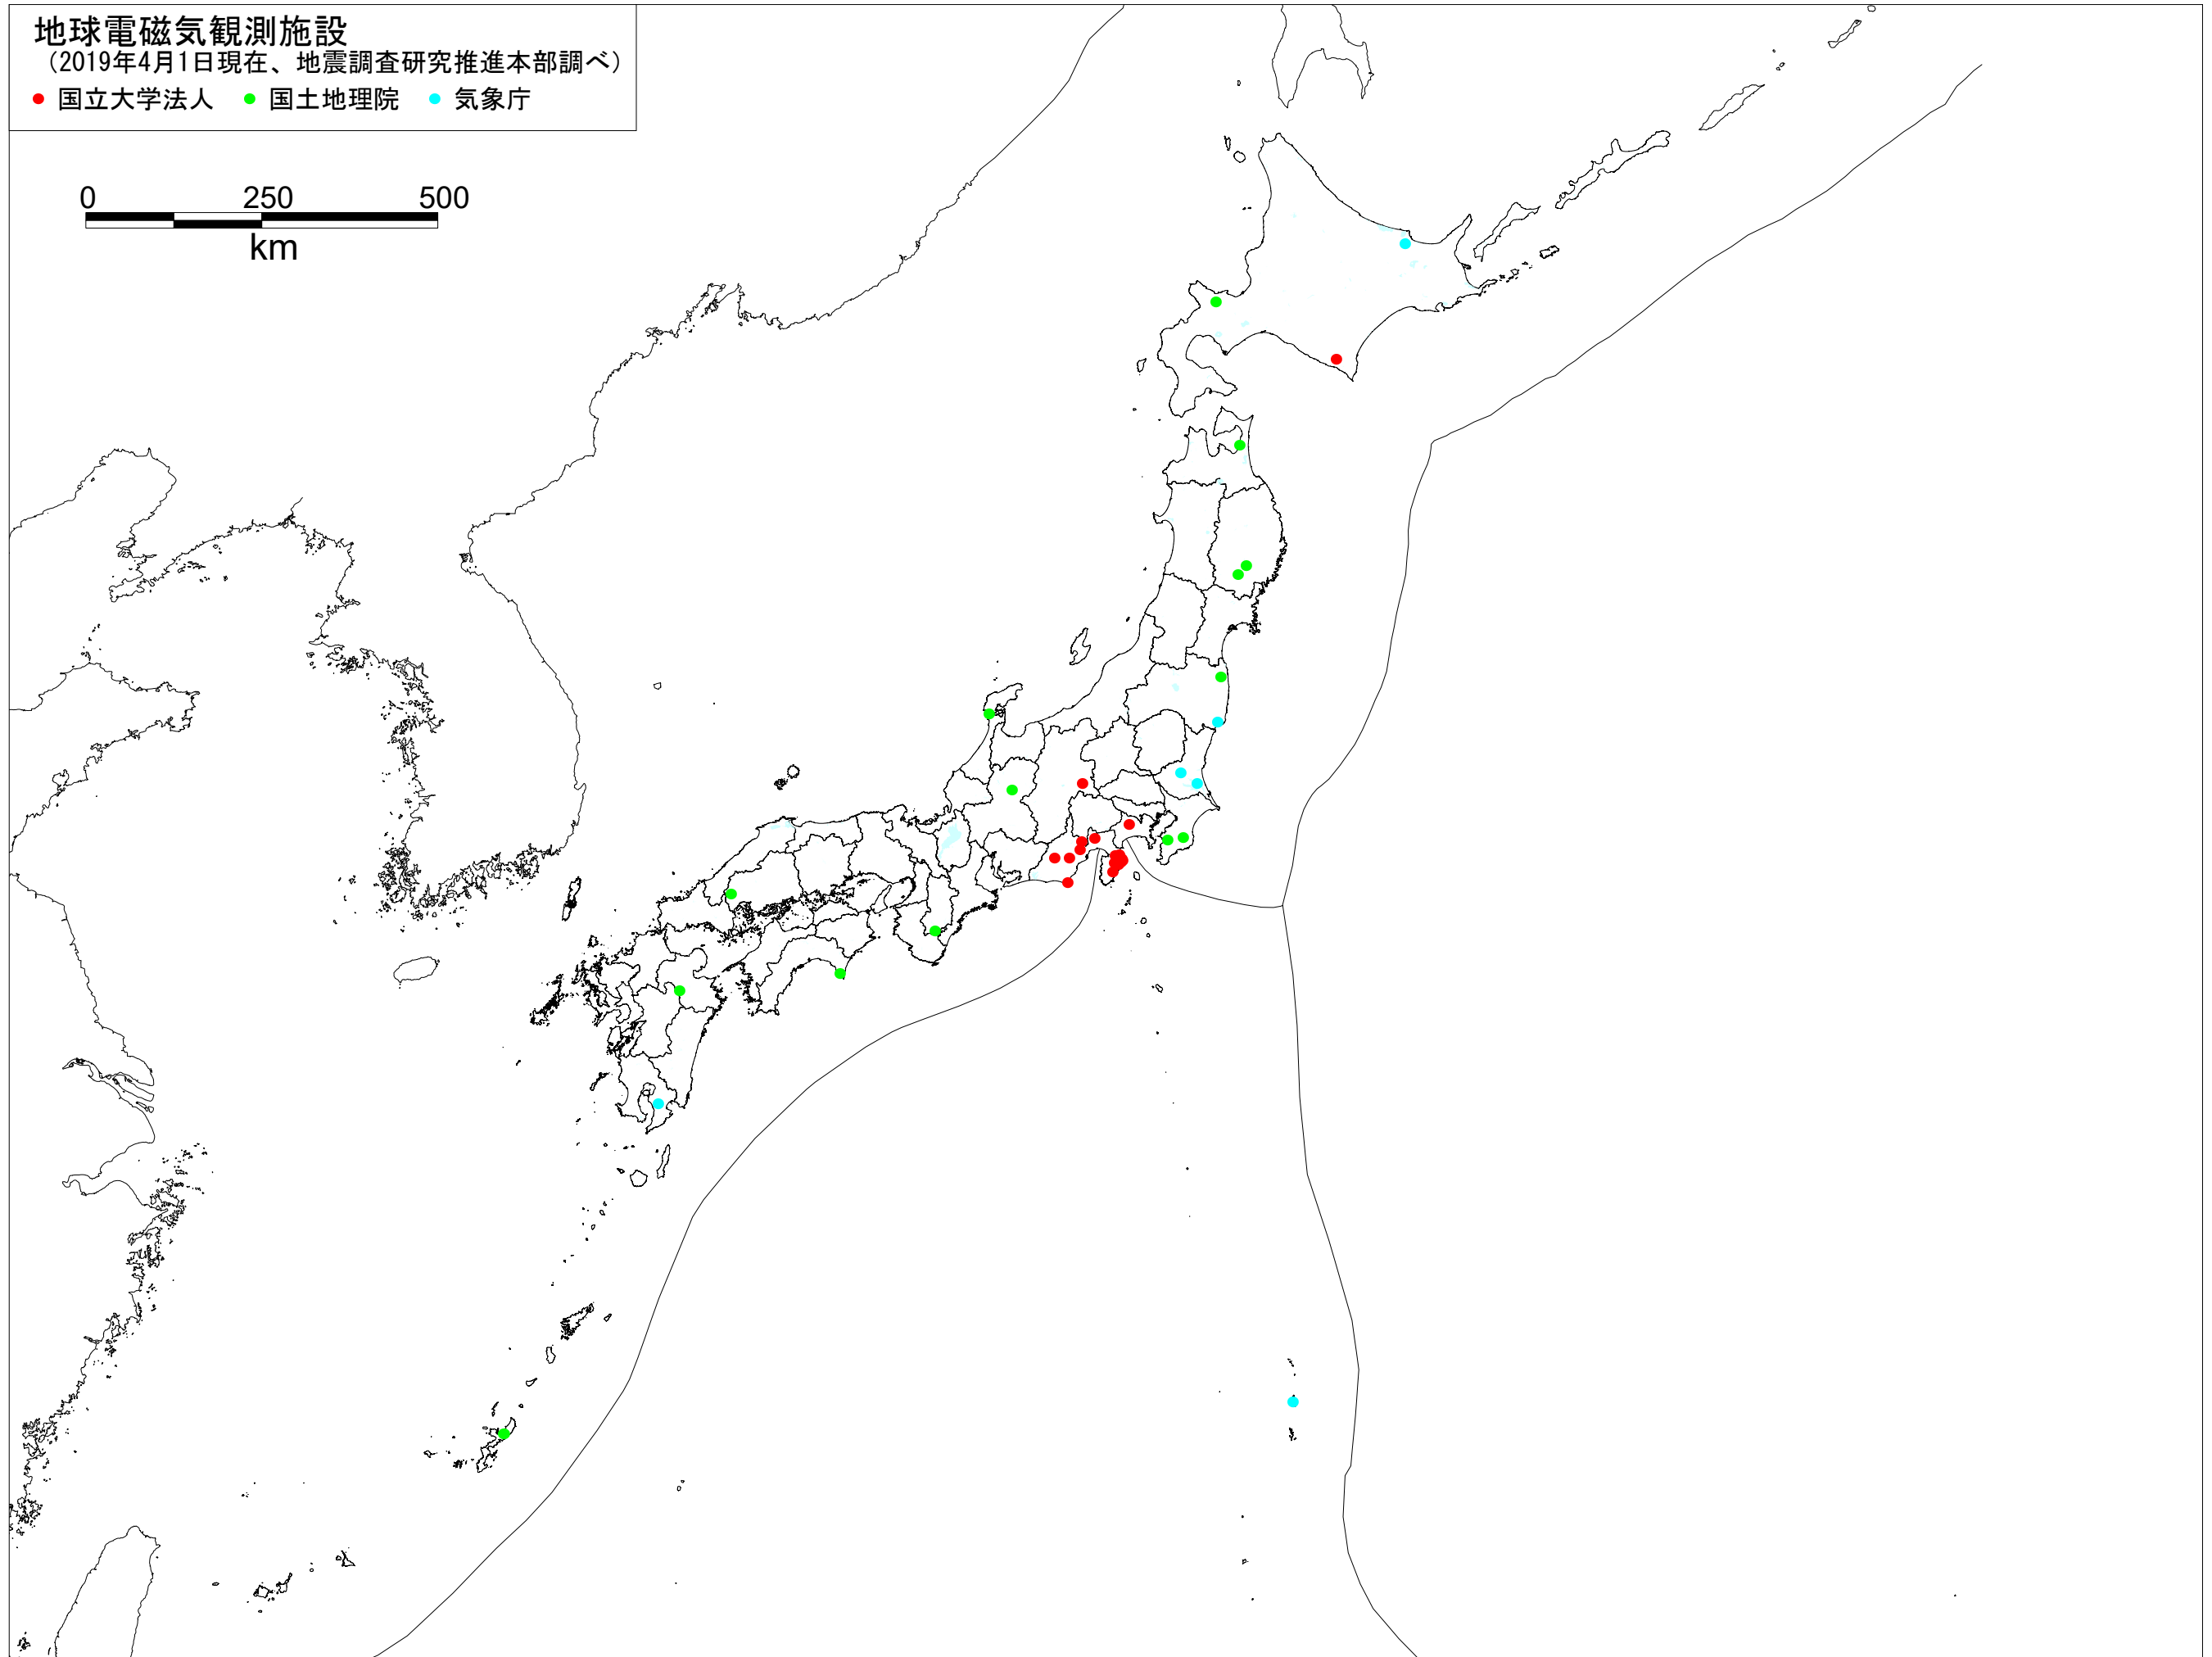 地球電磁気観測施設
（2019年4月1日現在、地震調査研究推進本部調べ）
国立大学法人 国土地理院 気象庁
0 250 500
km